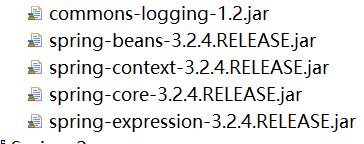 commons-logging-1.2.jar
spring-beans-3.2.4.RELEASE.jar
spring-context-3.2.4.RELEASE.jar
spring-core-3.2.4.RELEASE.jar
spring-expression-3.2.4.RELEASE.jar